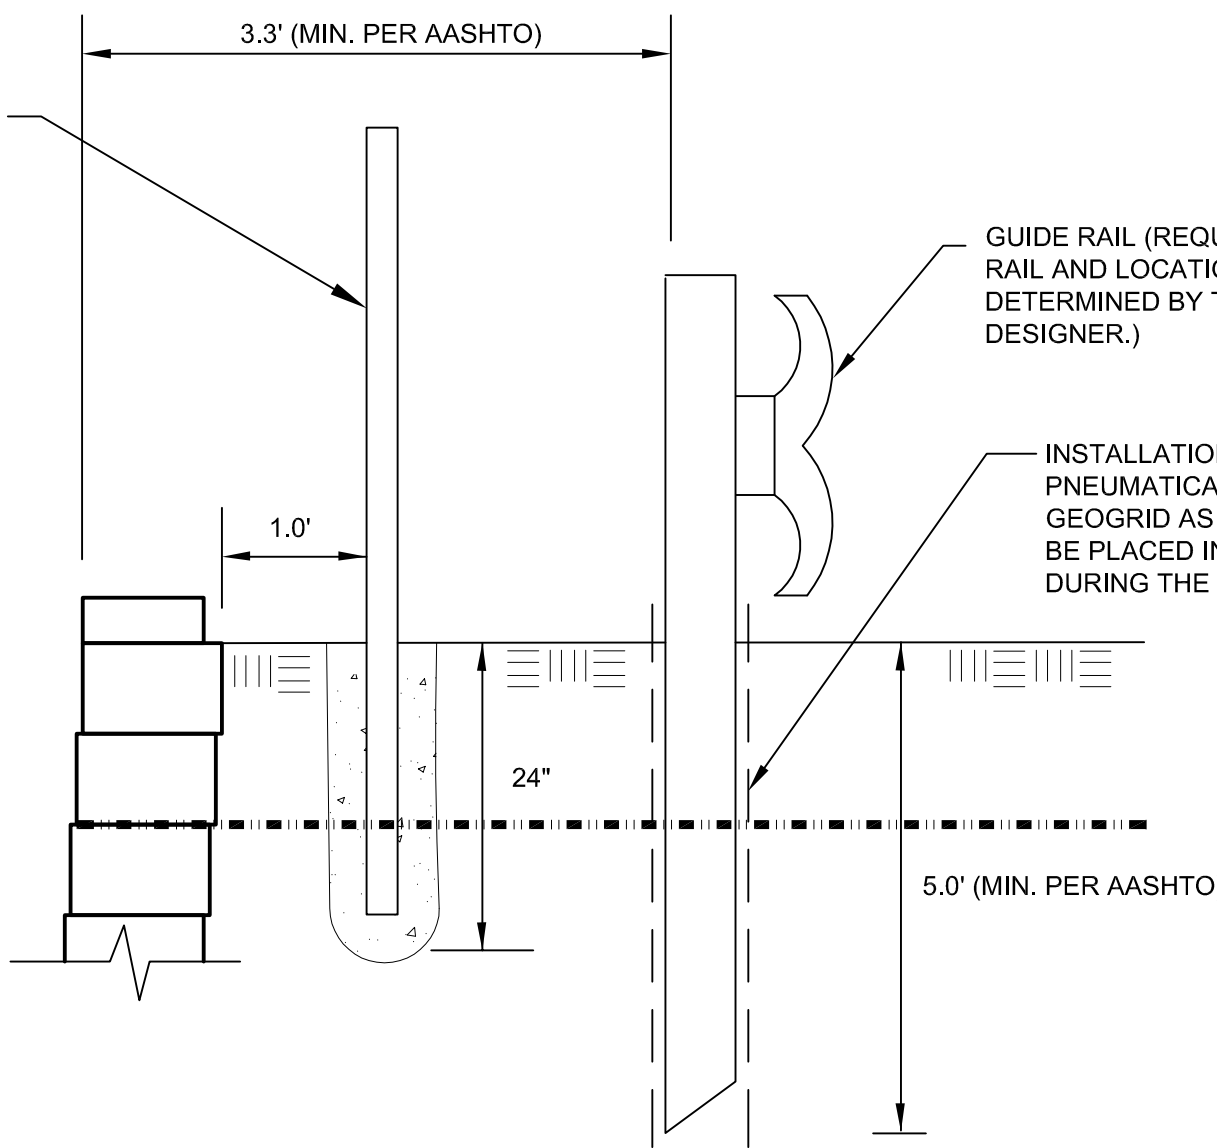 3.3' (MIN. PER AASHTO)
GUIDE RAIL (REQU
RAIL AND LOCATIO
DETERMINED BY T
DESIGNER.)
INSTALLATION
PNEUMATICA
GEOGRID AS
BE PLACED IN
DURING THE
1.0'
24"
5.0' (MIN. PER AASHTO